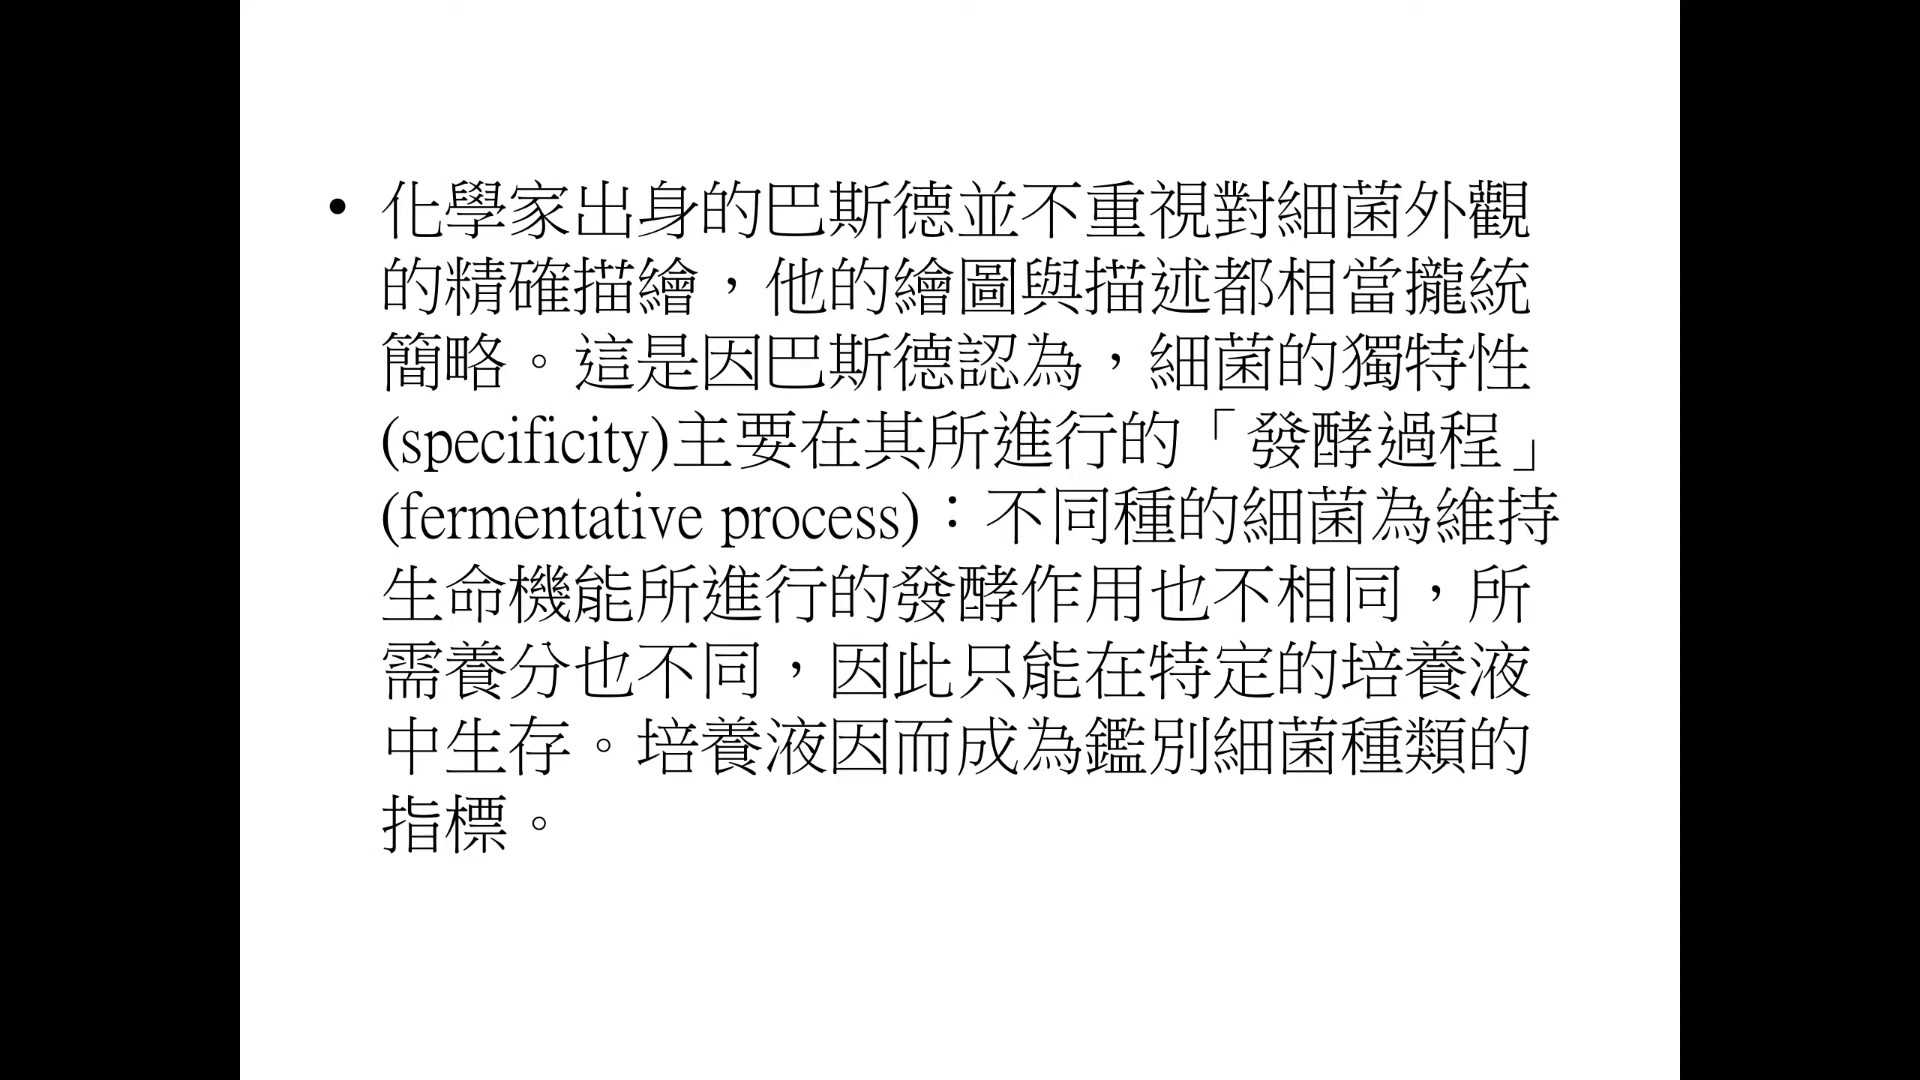 • 化學家出身的巴斯德並不重視對細菌外觀
的精確描繪，他的繪圖與描述都相當攏統
簡略。這是因巴斯德認為，細菌的獨特性
(specificity)主要在其所進行的「發酵過程」
(fermentative process)：不同種的細菌為維持
生命機能所進行的發酵作用也不相同，所
需養分也不同，因此只能在特定的培養液
中生存。培養液因而成為鑑別細菌種類的
指標。